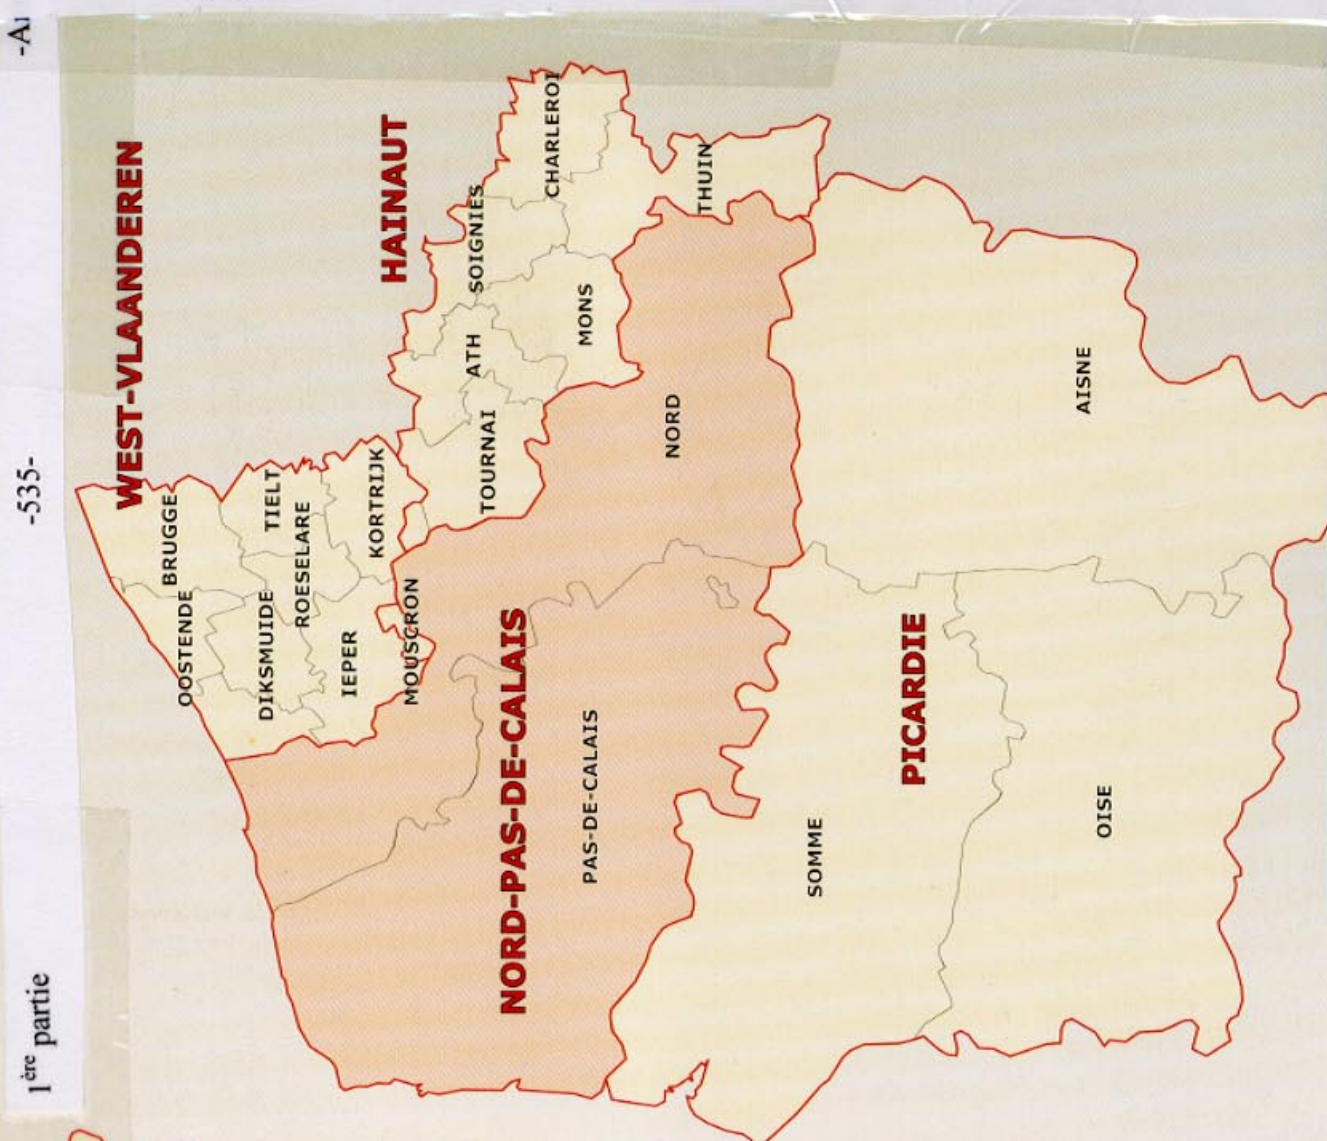 1ère partie
-535-
WEST-VLAANDEREN
BRUGGE
OOSTENDE
TIELT
ROESELARE
DIKSMUIDE
KORTRIJK
IEPER
MOUSCRON
HAINAUT
CHARLEROI
SOIGNIES
THUIN
ATH
MONS
TOURNAI
NORD
NORD-PAS-DE-CALAIS
PAS-DE-CALAIS
PICARDIE
SOMME
AISNE
OISE